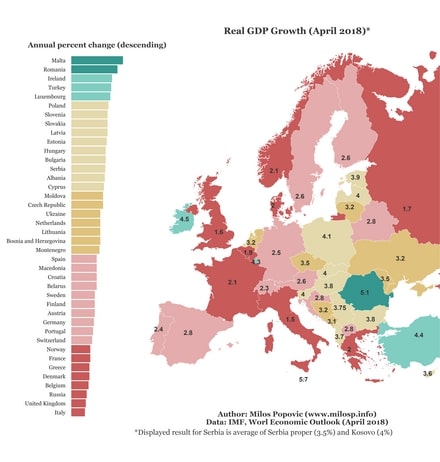 Real GDP Growth (April 2018)*
Annual percent change (descending)
Malta
Romania
Ireland
Turkey
Luxembourg
Poland
Slovenia
Slovakia
Latvia
Estonia
Hungary
Bulgaria
Serbia
Albania
Cyprus
Moldova
Czech Republic
Ukraine
Netherlands
Lithuania
Bosnia and Herzegovina
Montenegro
Spain
Macedonia
Croatia
Belarus
Sweden
Finland
Austria
Germany
Portugal
Switzerland
Norway
France
Greece
Denmark
Belgium
Russia
United Kingdom
Italy
2.6
2.1
2.6
3.9
4
3.2
1.7
2
4.5
1.6
3.2
1.9
4.3
2.5
4.1
2.8
3.5
3.2
4
2.1
2.3
2.6
3.8
3.5
4
2.8
5.1
1.5
3.2
3.75
3.1
3.8
2.8
3.7
2
2.4
2.8
4.4
5.7
3.6
Author: Milos Popovic (www.milosp.info)
Data: IMF, Worl Economic Outlook (April 2018)
*Displayed result for Serbia is average of Serbia proper (3.5%) and Kosovo (4%)